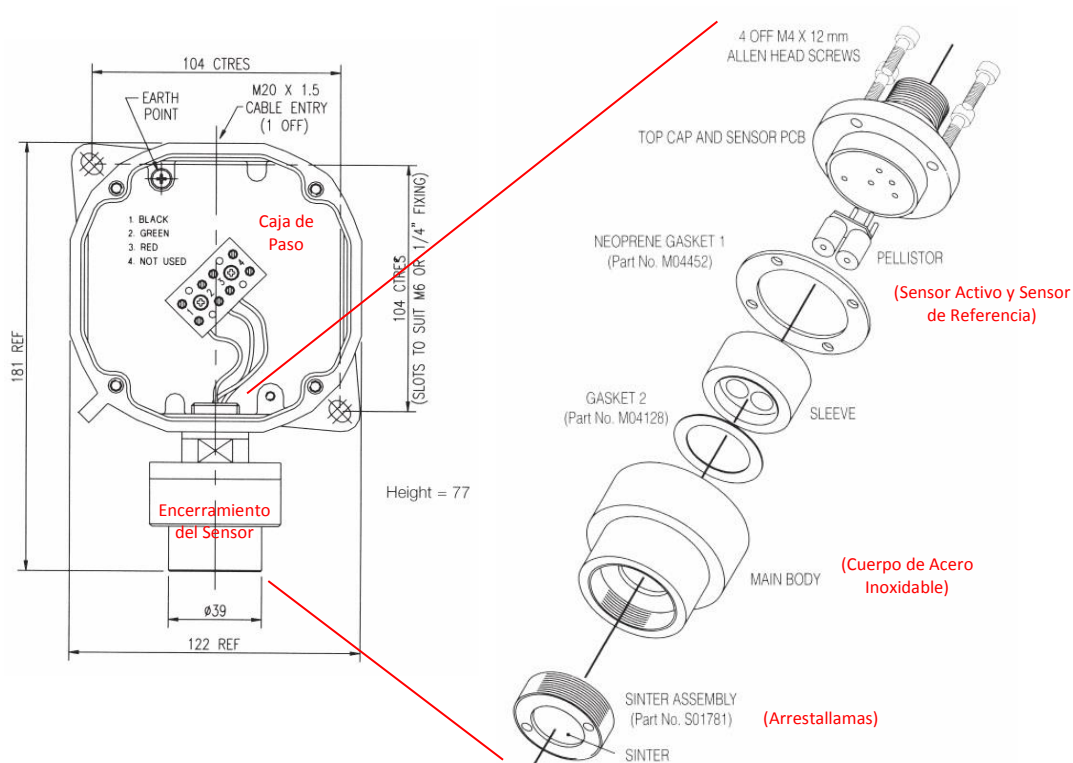 104 CTRES
EARTH
POINT
M20 X 1.5
CABLE ENTRY
(1 OFF)
1. BLACK
2. GREEN
3. RED
4. NOT USED
Caja de
Paso
1
2
3
4
104 CTRES
(SLOTS TO SUIT M6 OR 1/4" FIXING)
181 REF
Encerramiento
del Sensor
Height = 77
ø39
122 REF
4 OFF M4 X 12 mm
ALLEN HEAD SCREWS
TOP CAP AND SENSOR PCB
NEOPRENE GASKET 1
(Part No. M04452)
PELLISTOR
(Sensor Activo y Sensor
de Referencia)
GASKET 2
(Part No. M04128)
SLEEVE
MAIN BODY
(Cuerpo de Acero
Inoxidable)
SINTER ASSEMBLY
(Part No. S01781)
(Arrestallamas)
SINTER